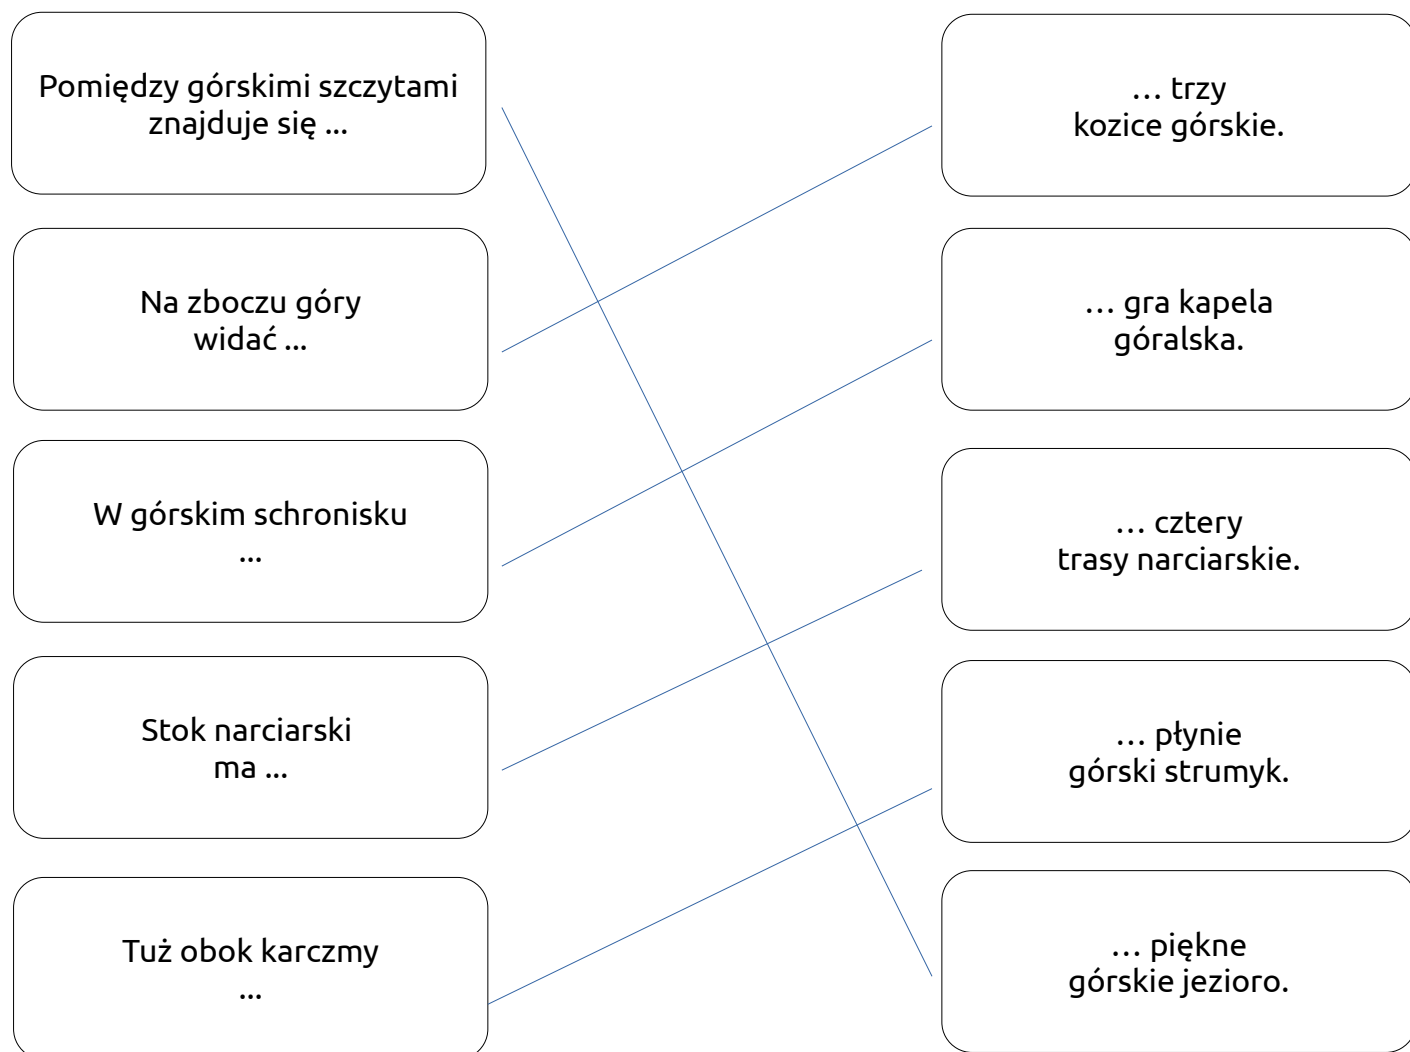 Pomiędzy górskimi szczytami
znajduje się ...
Na zboczu góry
widać ...
W górskim schronisku
...
Stok narciarski
ma ...
Tuż obok karczmy
...
… trzy
kozice górskie.
… gra kapela
góralska.
… cztery
trasy narciarskie.
… płynie
górski strumyk.
… piękne
górskie jezioro.